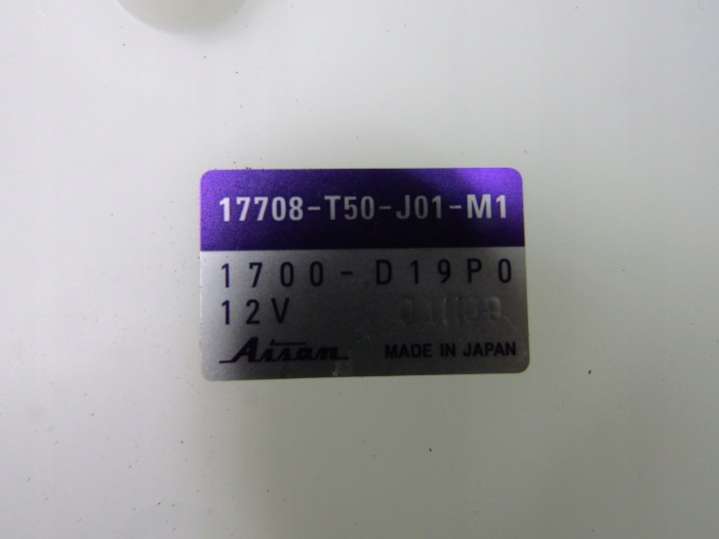 17708-T50-J01-M1
1700-D19P0
12V
Aisan
MADE IN JAPAN